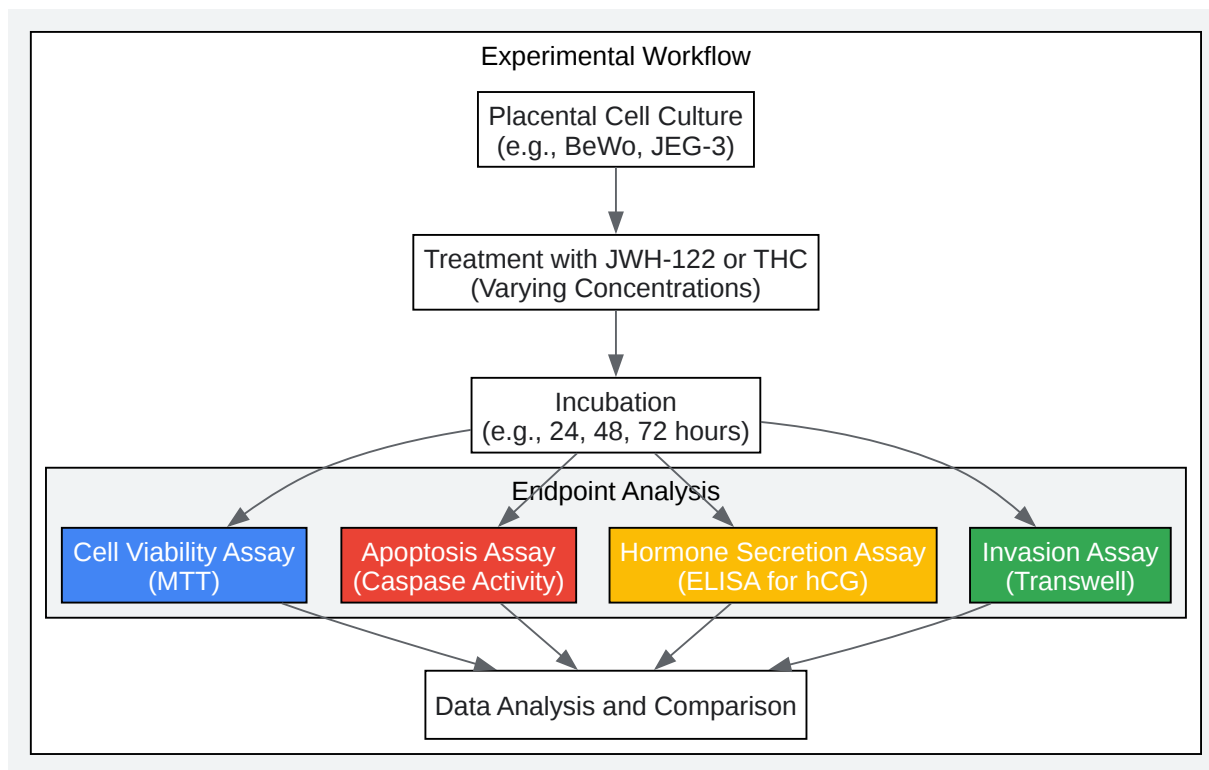 Experimental Workflow
Placental Cell Culture
(e.g., BeWo, JEG-3)
Treatment with JWH-122 or THC
(Varying Concentrations)
Incubation
(e.g., 24, 48, 72 hours)
Endpoint Analysis
Cell Viability Assay
(MTT)
Apoptosis Assay
(Caspase Activity)
Hormone Secretion Assay
(ELISA for hCG)
Invasion Assay
(Transwell)
Data Analysis and Comparison